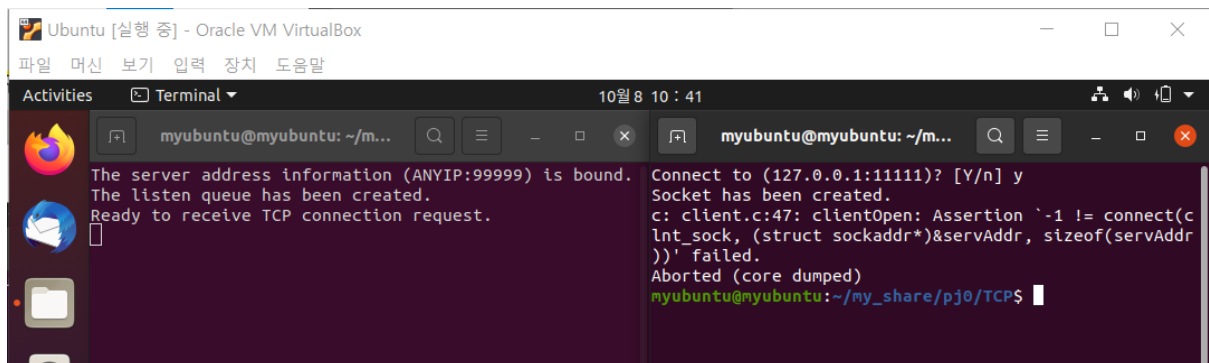 Ubuntu [실행 중] - Oracle VM VirtualBox
파일 머신 보기 입력 장치 도움말
Activities Terminal 10월 8 10 : 41
myubuntu@myubuntu: ~/m...
The server address information (ANYIP:99999) is bound.
The listen queue has been created.
Ready to receive TCP connection request.
myubuntu@myubuntu: ~/m...
Connect to (127.0.0.1:11111)? [Y/n] y
Socket has been created.
c: client.c:47: clientOpen: Assertion `-1 != connect(c
lnt_sock, (struct sockaddr*)&servAddr, sizeof(servAddr
))' failed.
Aborted (core dumped)
myubuntu@myubuntu:~/my_share/pj0/TCP$